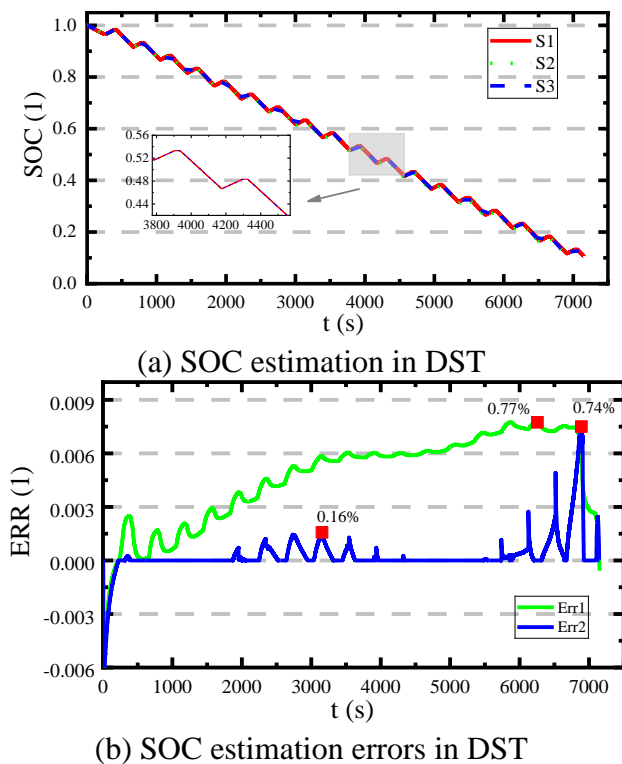 1.0
0.8
0.6
0.4
0.2
0.0
SOC (1)
S1
S2
S3
0.56
0.52
0.48
0.44
3800 4000 4200 4400
0 1000 2000 3000 4000 5000 6000 7000
t (s)
(a) SOC estimation in DST
0.009
0.006
0.003
0.000
-0.003
-0.006
ERR (1)
0.77%
0.74%
0.16%
Err1
Err2
0 1000 2000 3000 4000 5000 6000 7000
t (s)
(b) SOC estimation errors in DST